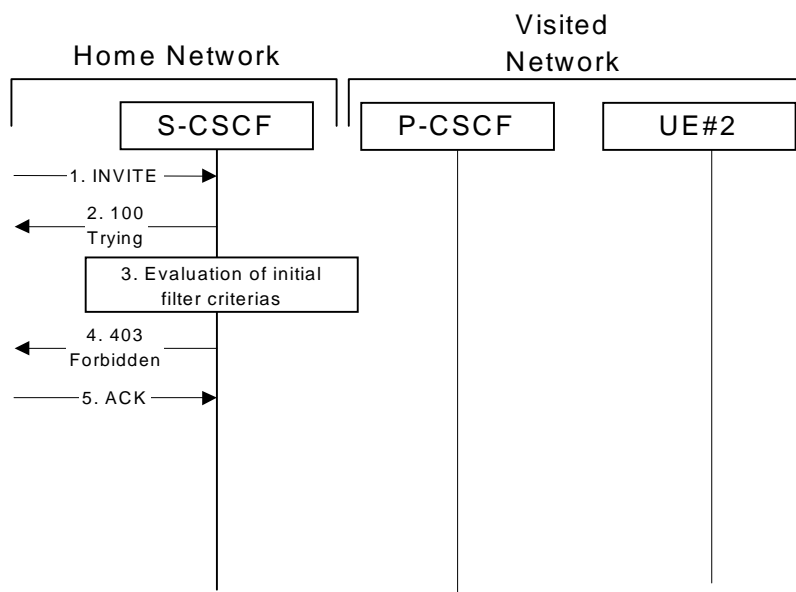 Home Network
Visited
Network
S-CSCF
P-CSCF
UE#2
1. INVITE
2. 100
Trying
3. Evaluation of initial
filter criterias
4. 403
Forbidden
5. ACK